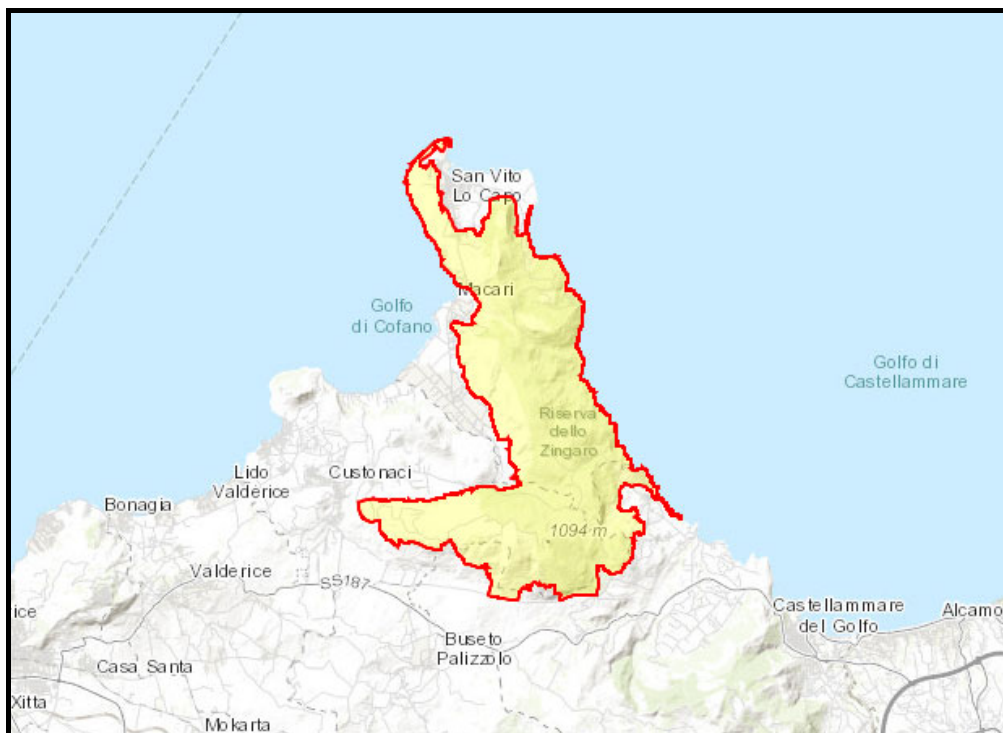 San Vito
Lo Capo
Macari
Golfo
di Cofano
Golfo di
Castellammare
Riserva
dello
Zingaro
Lido
Valderice
Custonaci
Bonagia
1094 m
Valderice
SS187
ice
Castellammare
del Golfo
Alcamo
Buseto
Palizzolo
Casa Santa
Xitta
Mokarta